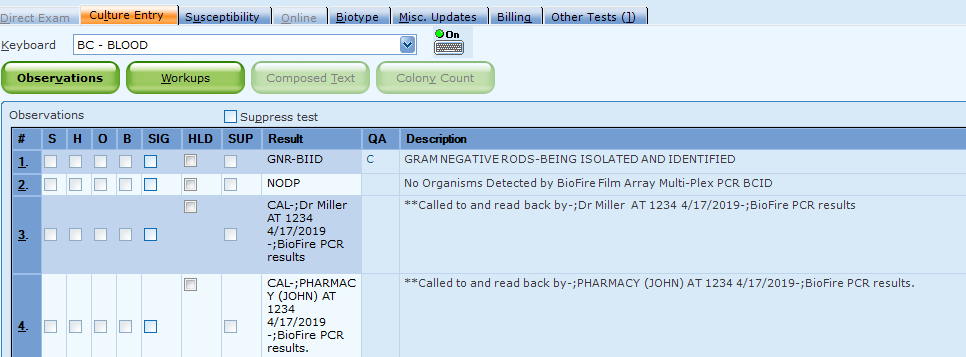 Direct Exam Culture Entry Susceptibility Online Biotype Misc. Updates Billing Other Tests (])
Keyboard BC - BLOOD On
Observations Workups Composed Text Colony Count
Observations Suppress test
# S H O B SIG HLD SUP Result QA Description
1. GNR-BIID C GRAM NEGATIVE RODS-BEING ISOLATED AND IDENTIFIED
2. NODP No Organisms Detected by BioFire Film Array Multi-Plex PCR BCID
3. CAL-;Dr Miller **Called to and read back by-;Dr Miller  AT 1234 4/17/2019-;BioFire PCR results
AT 1234
4/17/2019
-;BioFire PCR
results
4. CAL-;PHARMAC **Called to and read back by-;PHARMACY (JOHN) AT 1234 4/17/2019-;BioFire PCR results.
Y (JOHN) AT
1234
4/17/2019
-;BioFire PCR
results.